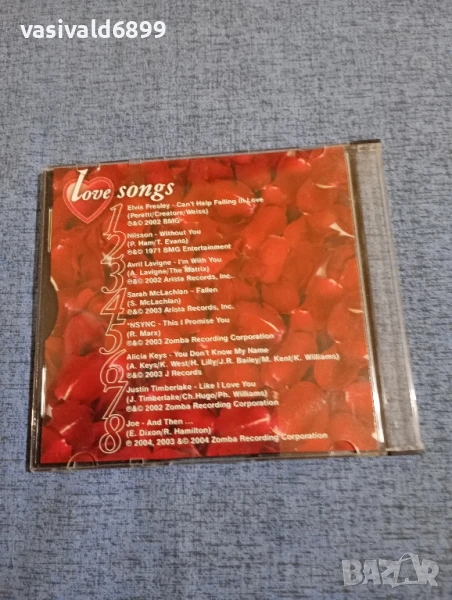 vasivald6899
love songs
1 Elvis Presley - Can't Help Falling in Love
(Peretti/Creatore/Weiss)
℗&© 2002 BMG
2 Nilsson - Without You
(P. Ham/T. Evans)
℗&© 1971 BMG Entertainment
3 Avril Lavigne - I'm With You
(A. Lavigne/The Matrix)
℗&© 2002 Arista Records, Inc.
4 Sarah McLachlan - Fallen
(S. McLachlan)
℗&© 2003 Arista Records, Inc.
5 *NSYNC - This I Promise You
(R. Marx)
℗&© 2003 Zomba Recording Corporation
6 Alicia Keys - You Don't Know My Name
(A. Keys/K. West/H. Lilly/J.R. Bailey/M. Kent/K. Williams)
℗&© 2003 J Records
7 Justin Timberlake - Like I Love You
(J. Timberlake/Ch.Hugo/Ph. Williams)
℗&© 2002 Zomba Recording Corporation
8 Joe - And Then ...
(E. Dixon/R. Hamilton)
℗ 2004, 2003 &© 2004 Zomba Recording Corporation
BAZAR